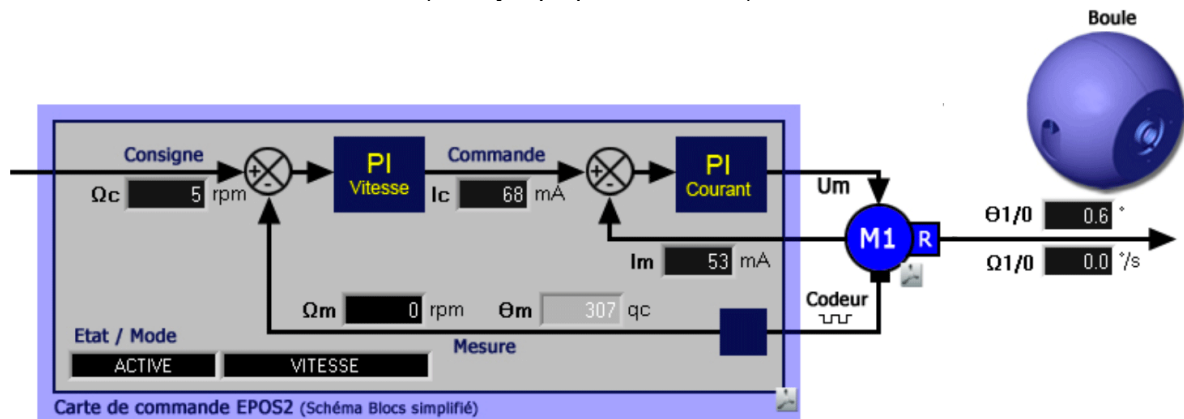 Boule
Consigne
Ωc 5 rpm
+
-
PI
Vitesse
Commande
Ic 68 mA
+
-
PI
Courant
Um
M1 R
Θ1/0 0.6 °
Ω1/0 0.0 °/s
Im 53 mA
Codeur
Ωm 0 rpm Θm 307 qc
Mesure
Etat / Mode
ACTIVE VITESSE
Carte de commande EPOS2 (Schéma Blocs simplifié)